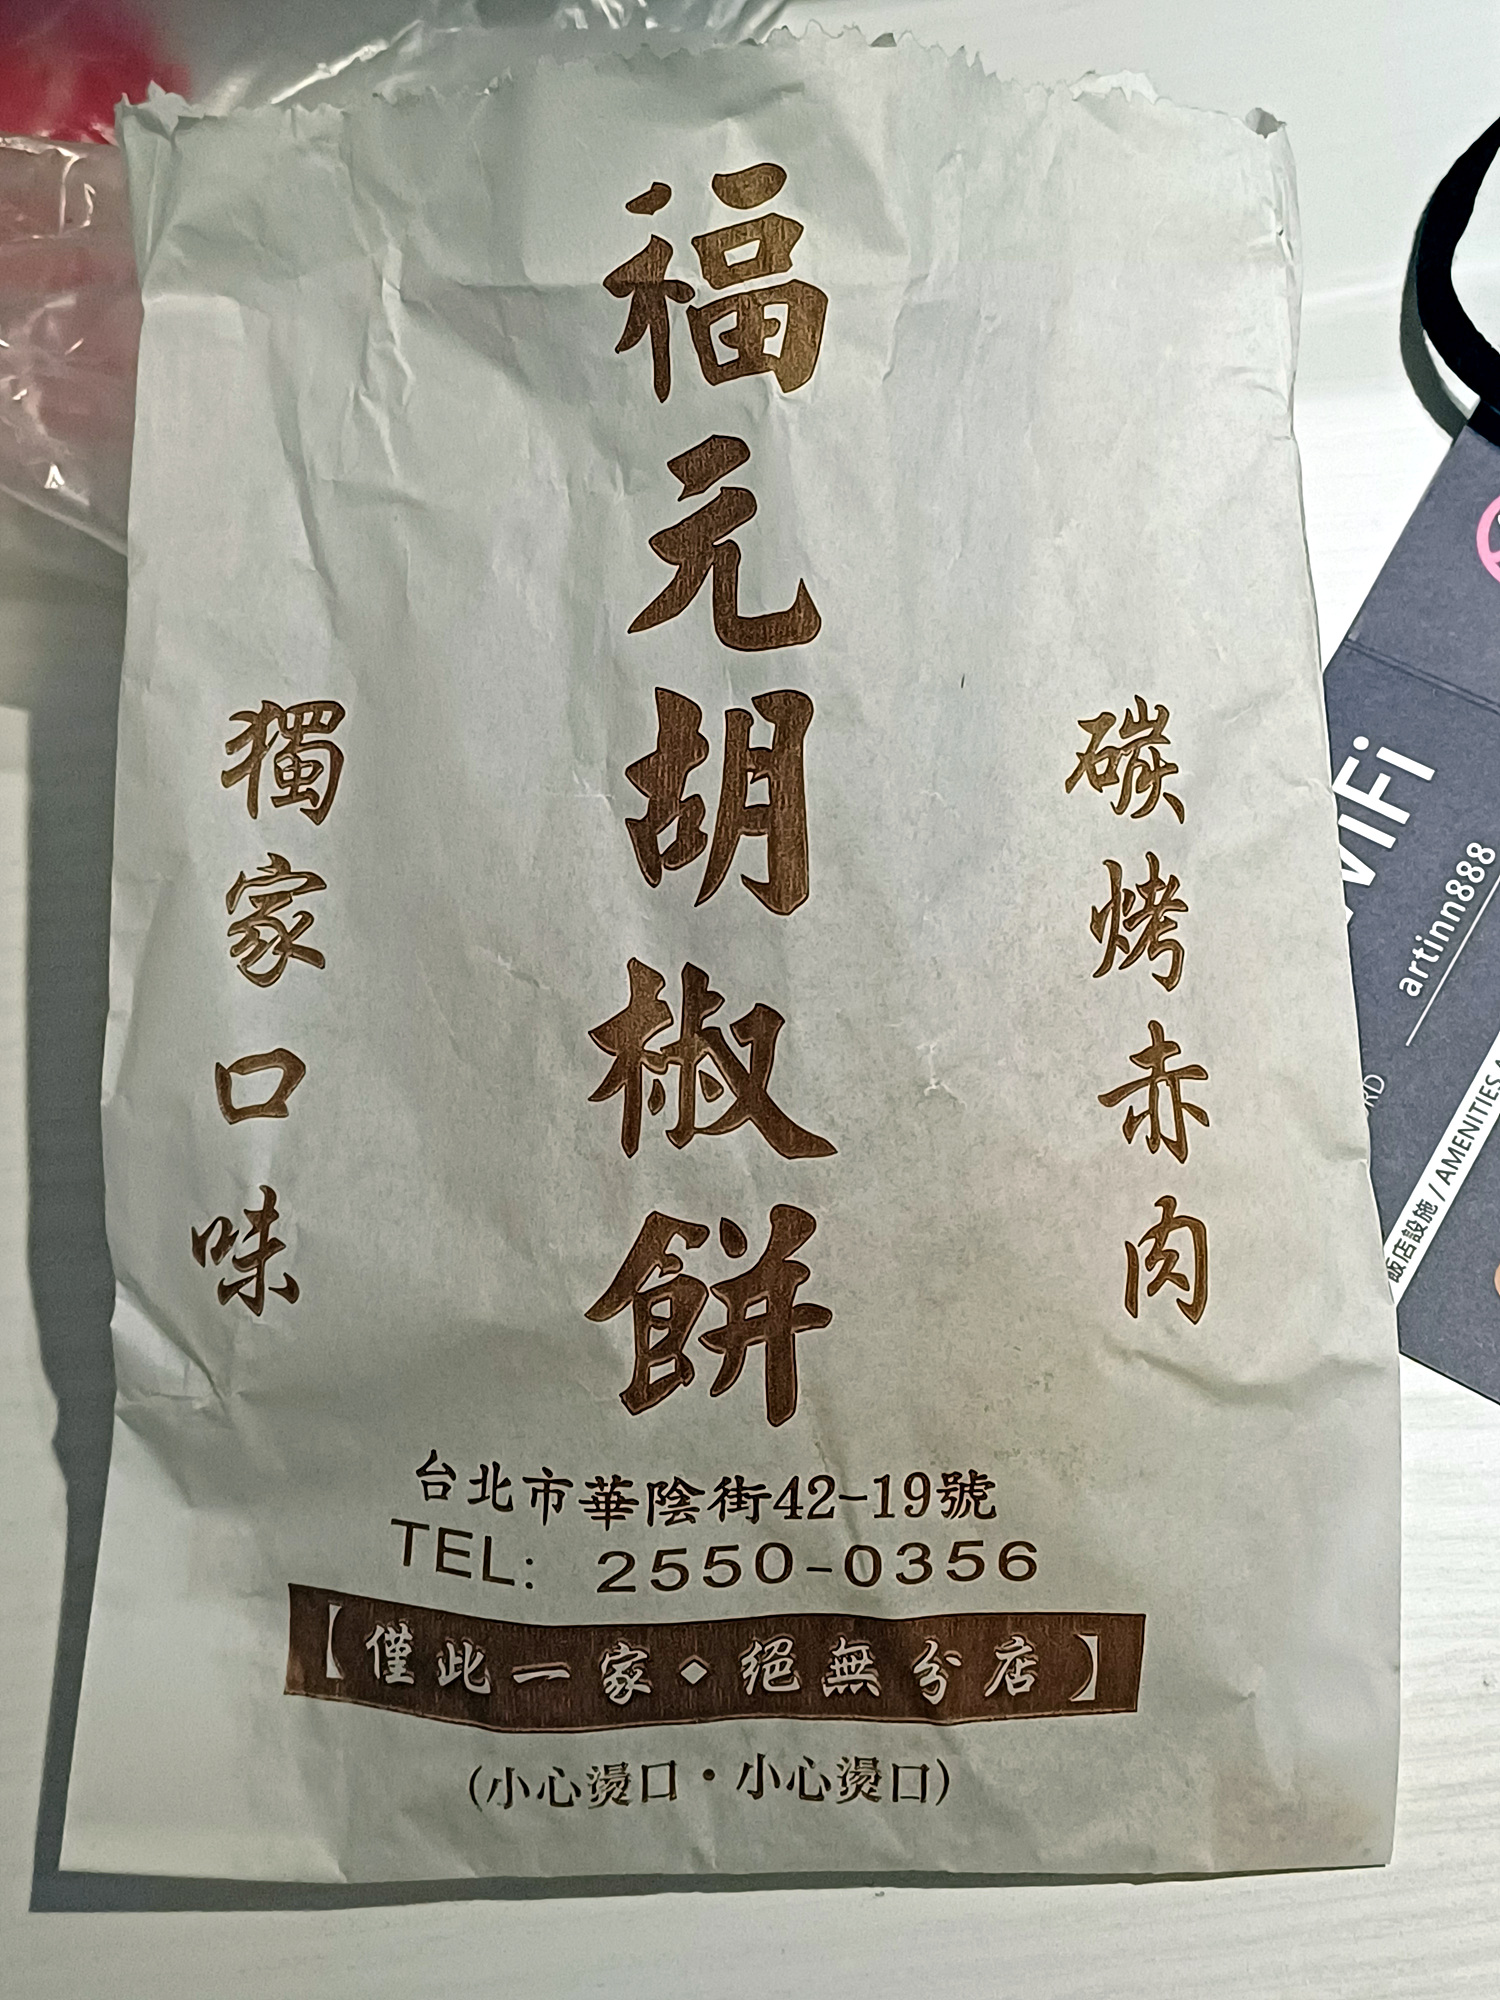 福元胡椒餅
碳烤赤肉
獨家口味
台北市華陰街42-19號
TEL: 2550-0356
【僅此一家◆絕無分店】
(小心燙口・小心燙口)
artinn888
飯店設施 / AMENITIES